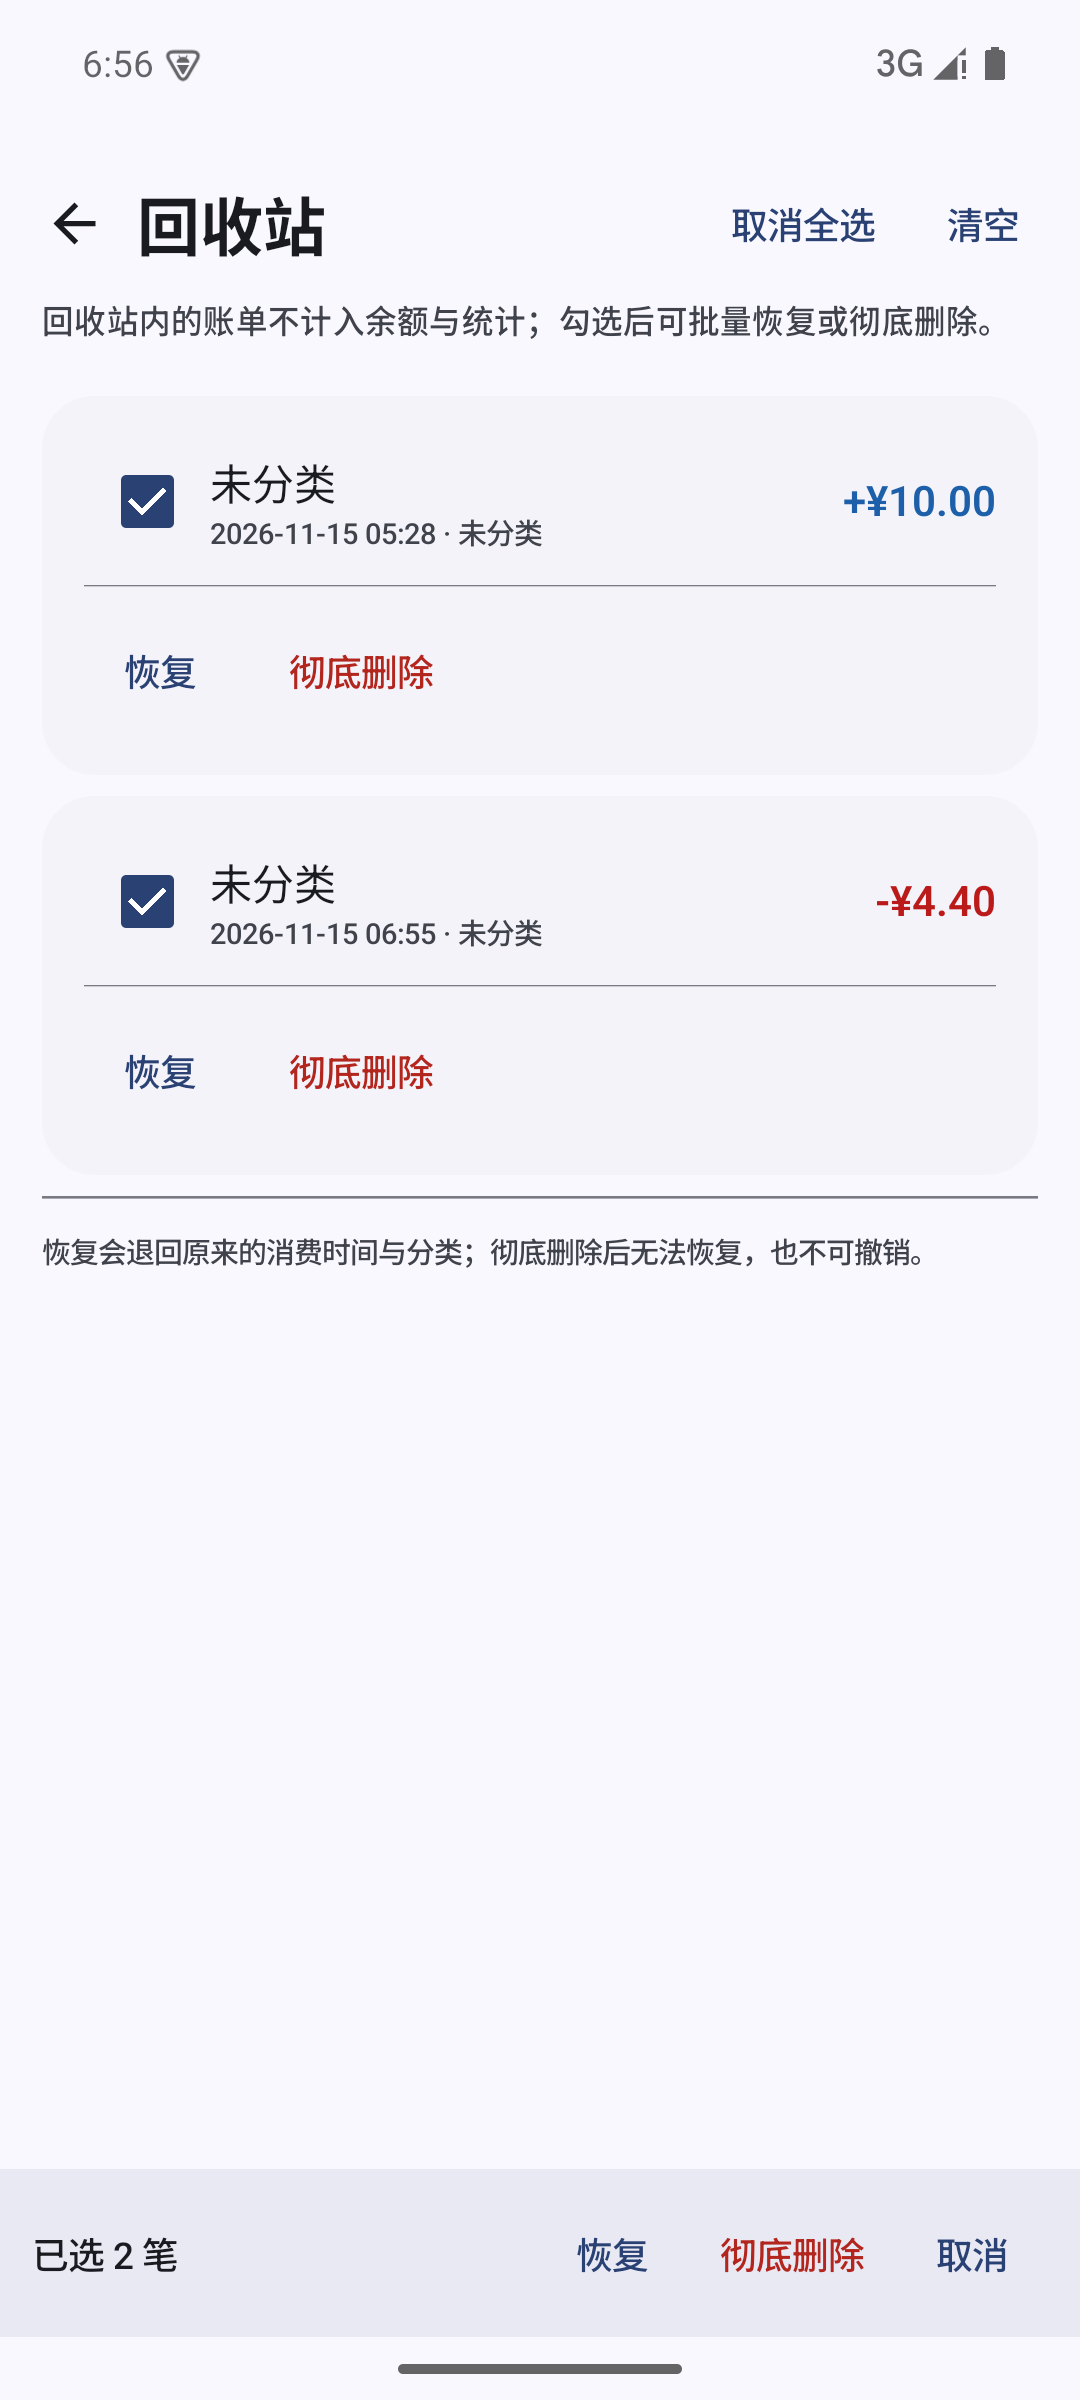 6:56
3G
回收站
取消全选
清空
回收站内的账单不计入余额与统计；勾选后可批量恢复或彻底删除。
未分类
+¥10.00
2026-11-15 05:28 · 未分类
恢复
彻底删除
未分类
-¥4.40
2026-11-15 06:55 · 未分类
恢复
彻底删除
恢复会退回原来的消费时间与分类；彻底删除后无法恢复，也不可撤销。
已选 2 笔
恢复
彻底删除
取消